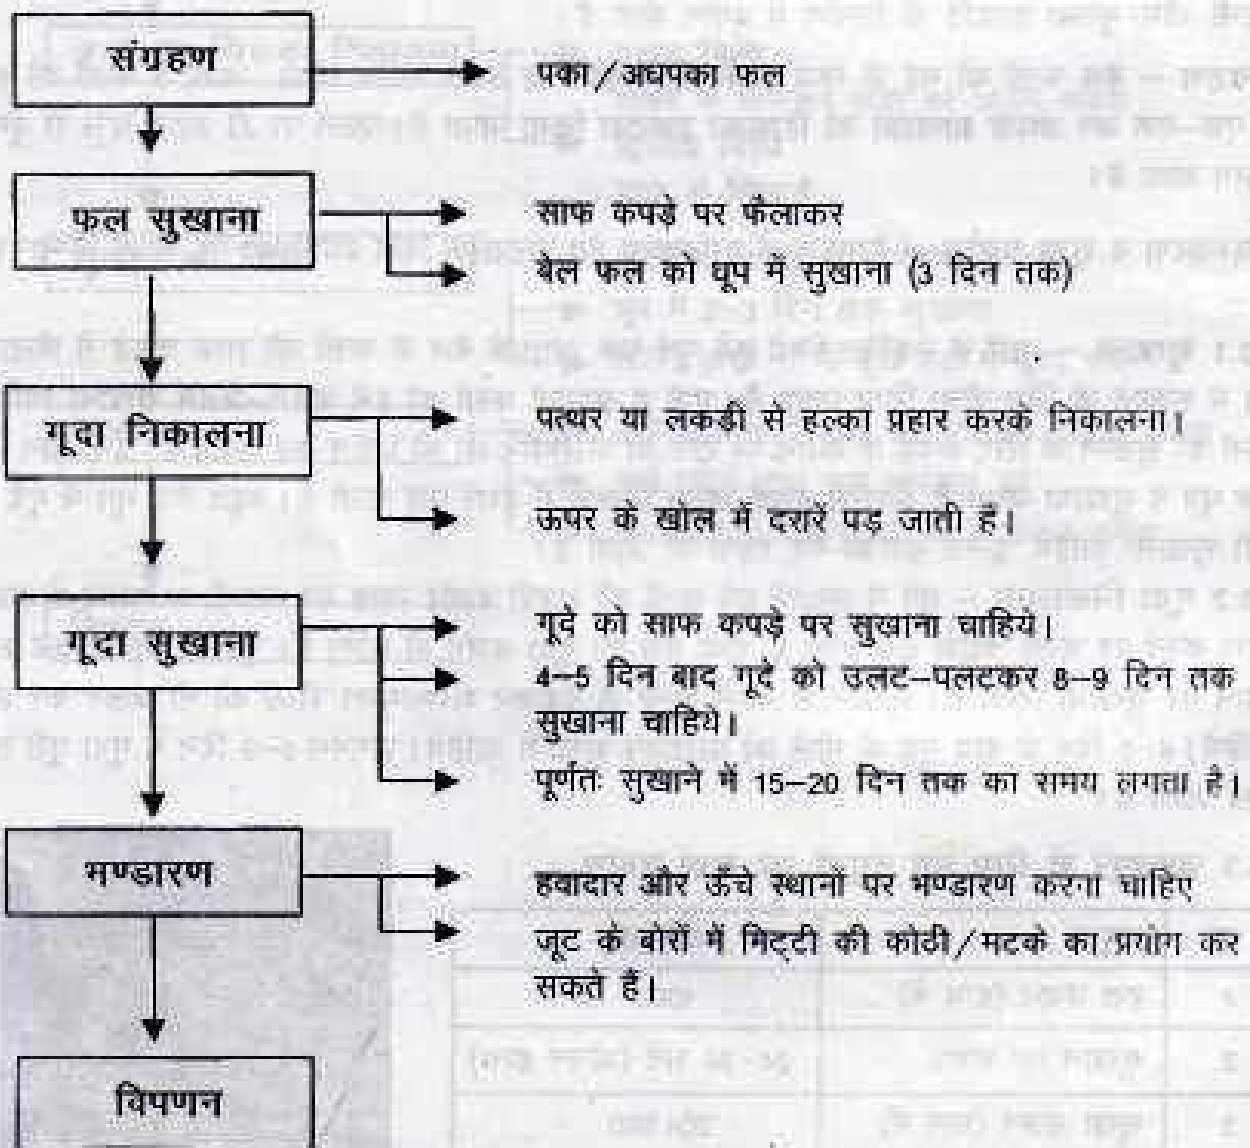 संग्रहण
पका/अधपका फल
फल सुखाना
साफ कपड़े पर फैलाकर
बेल फल को धूप में सुखाना (3 दिन तक)
गूदा निकालना
पत्थर या लकड़ी से हल्का प्रहार करके निकालना।
ऊपर के खोल में दरारें पड़ जाती हैं।
गूदा सुखाना
गूदे को साफ कपड़े पर सुखाना चाहिये।
4–5 दिन बाद गूदे को उलट–पलटकर 8–9 दिन तक
सुखाना चाहिये।
पूर्णतः सुखाने में 15–20 दिन तक का समय लगता है।
भण्डारण
हवादार और ऊँचे स्थानों पर भण्डारण करना चाहिए
जूट के बोरों में मिट्टी की कोठी/मटके का प्रयोग कर
सकते हैं।
विपणन